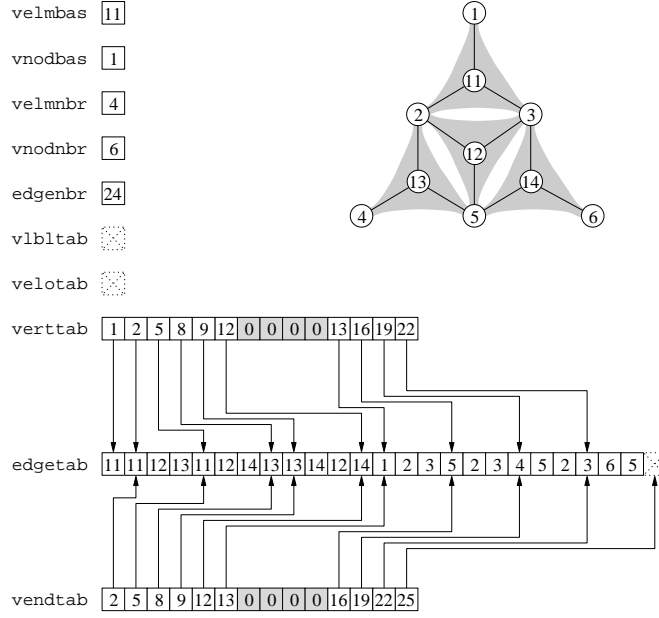 velmbas 11
1
vnodbas 1
11
velmnbr 4
2 3
vnodnbr 6
12
edgenbr 24
13 14
vlbltab
4 5 6
velotab
verttab 1 2 5 8 9 12 0 0 0 0 13 16 19 22
edgetab 11 11 12 13 11 12 14 13 13 14 12 14 1 2 3 5 2 3 4 5 2 3 6 5
vendtab 2 5 8 9 12 13 0 0 0 0 16 19 22 25